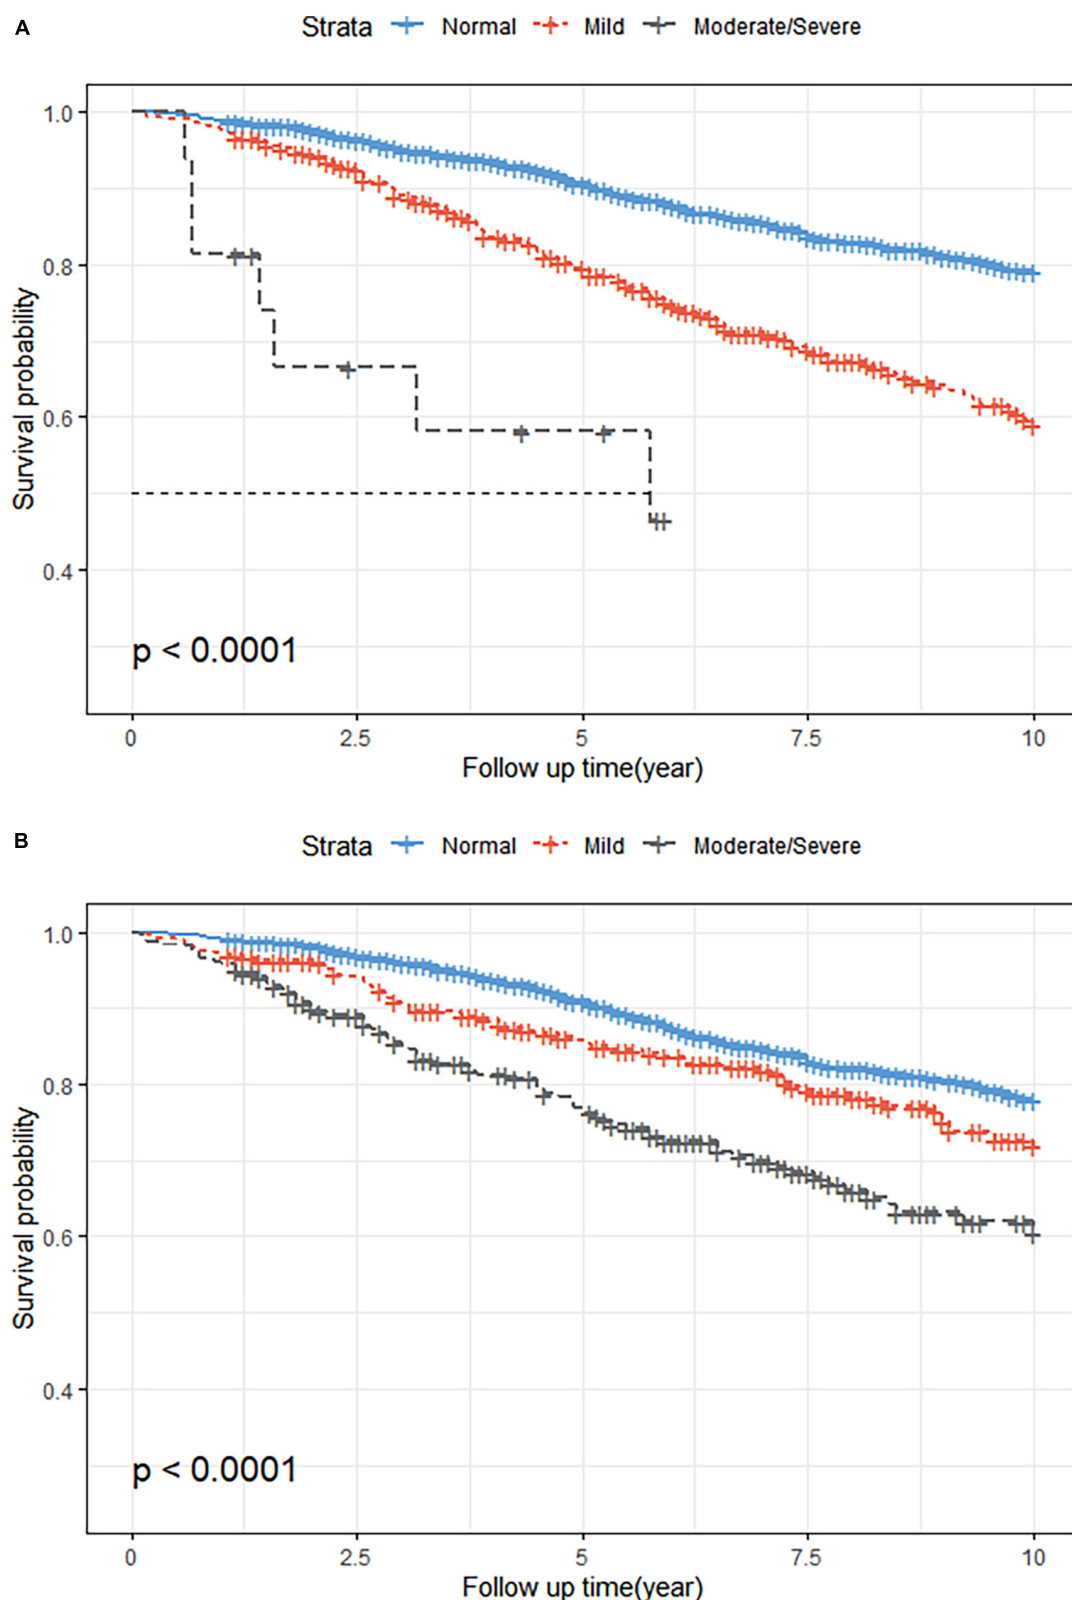 A
Strata Normal Mild Moderate/Severe
1.0
0.8
0.6
0.4
Survival probability
p < 0.0001
0 2.5 5 7.5 10
Follow up time(year)
B
Strata Normal Mild Moderate/Severe
1.0
0.8
0.6
0.4
Survival probability
p < 0.0001
0 2.5 5 7.5 10
Follow up time(year)